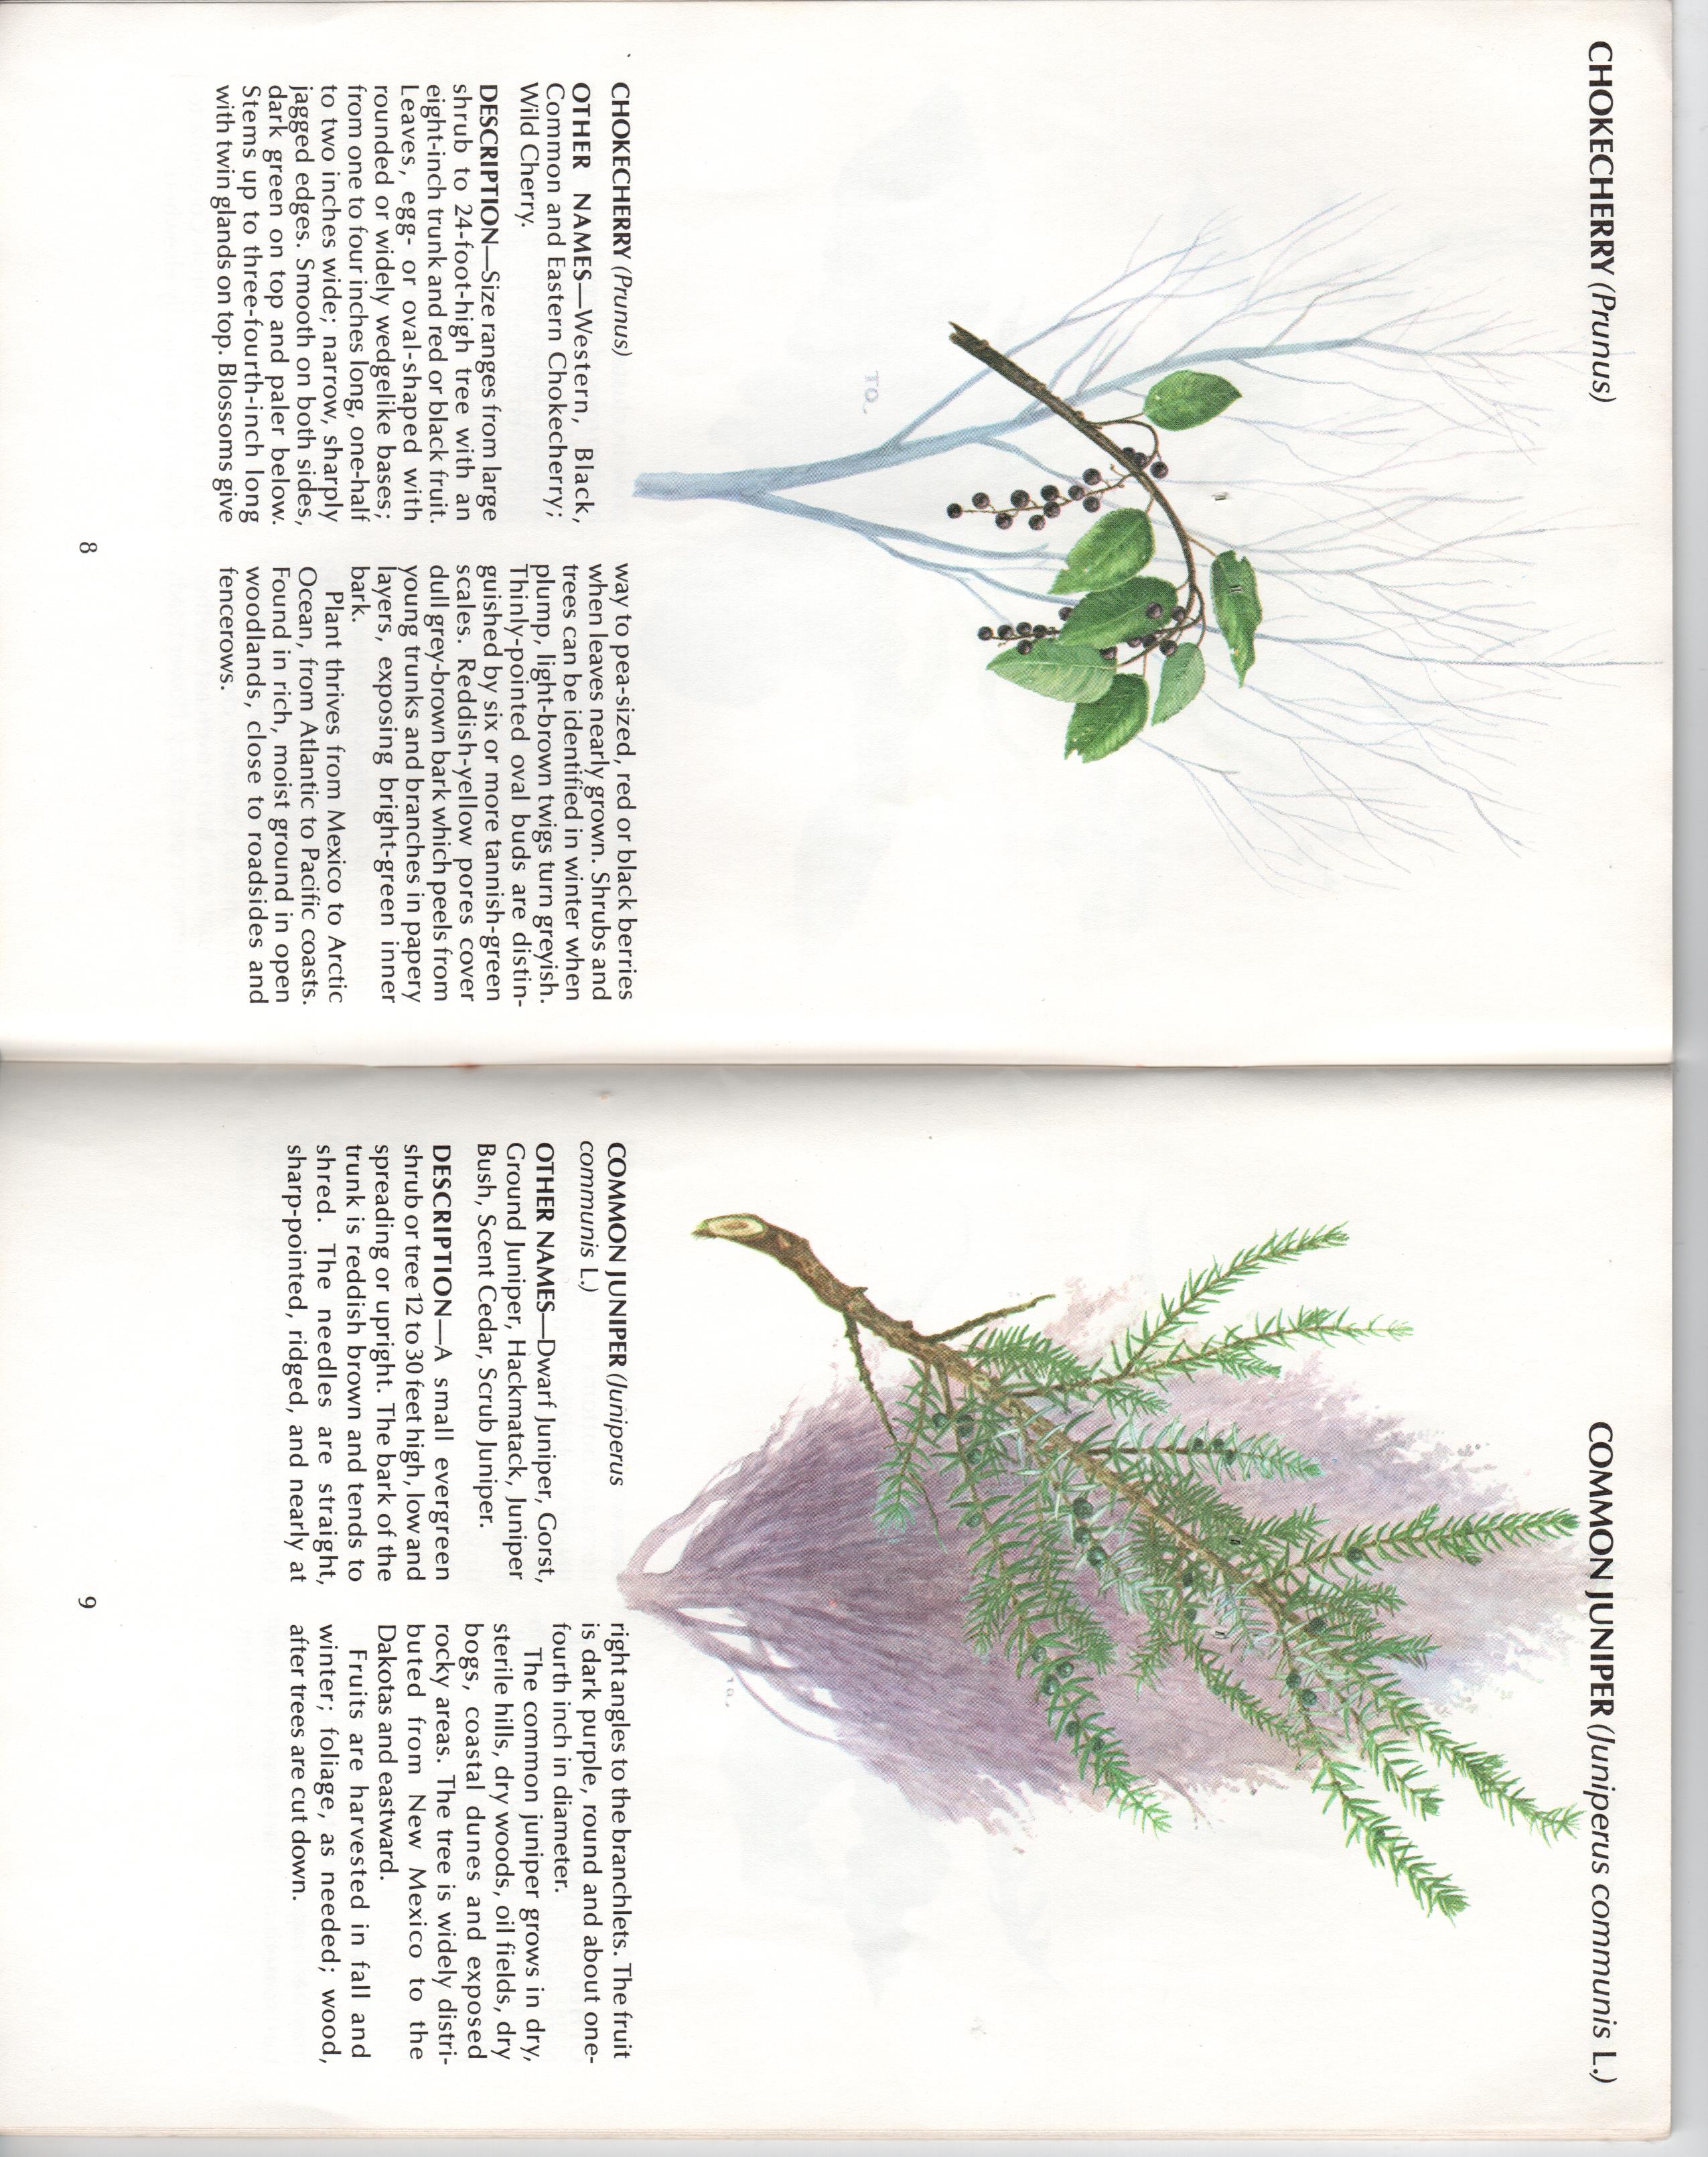 CHOKECHERRY (Prunus)
TQ
CHOKECHERRY (Prunus)
OTHER NAMES—Western, Black,
Common and Eastern Chokecherry;
Wild Cherry.
DESCRIPTION—Size ranges from large
shrub to 24-foot-high tree with an
eight-inch trunk and red or black fruit.
Leaves, egg- or oval-shaped with
rounded or widely wedgelike bases;
from one to four inches long, one-half
to two inches wide; narrow, sharply
jagged edges. Smooth on both sides,
dark green on top and paler below.
Stems up to three-fourth-inch long
with twin glands on top. Blossoms give
way to pea-sized, red or black berries
when leaves nearly grown. Shrubs and
trees can be identified in winter when
plump, light-brown twigs turn greyish.
Thinly-pointed oval buds are distin-
guished by six or more tannish-green
scales. Reddish-yellow pores cover
dull grey-brown bark which peels from
young trunks and branches in papery
layers, exposing bright-green inner
bark.
Plant thrives from Mexico to Arctic
Ocean, from Atlantic to Pacific coasts.
Found in rich, moist ground in open
woodlands, close to roadsides and
fencerows.
8
COMMON JUNIPER (Juniperus communis L.)
TQ.
COMMON JUNIPER (Juniperus
communis L.)
OTHER NAMES—Dwarf Juniper, Gorst,
Ground Juniper, Hackmatack, Juniper
Bush, Scent Cedar, Scrub Juniper.
DESCRIPTION—A small evergreen
shrub or tree 12 to 30 feet high, low and
spreading or upright. The bark of the
trunk is reddish brown and tends to
shred. The needles are straight,
sharp-pointed, ridged, and nearly at
right angles to the branchlets. The fruit
is dark purple, round and about one-
fourth inch in diameter.
The common juniper grows in dry,
sterile hills, dry woods, oil fields, dry
bogs, coastal dunes and exposed
rocky areas. The tree is widely distri-
buted from New Mexico to the
Dakotas and eastward.
Fruits are harvested in fall and
winter; foliage, as needed; wood,
after trees are cut down.
9